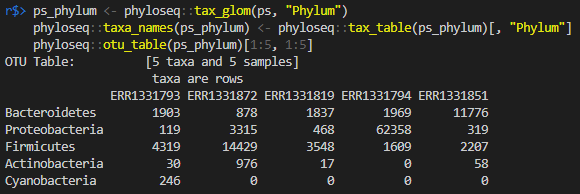 r$> ps_phylum <- phyloseq::tax_glom(ps, "Phylum")
phyloseq::taxa_names(ps_phylum) <- phyloseq::tax_table(ps_phylum)[, "Phylum"]
phyloseq::otu_table(ps_phylum)[1:5, 1:5]
OTU Table: [5 taxa and 5 samples]
taxa are rows
ERR1331793 ERR1331872 ERR1331819 ERR1331794 ERR1331851
Bacteroidetes 1903 878 1837 1969 11776
Proteobacteria 119 3315 468 62358 319
Firmicutes 4319 14429 3548 1609 2207
Actinobacteria 30 976 17 0 58
Cyanobacteria 246 0 0 0 0